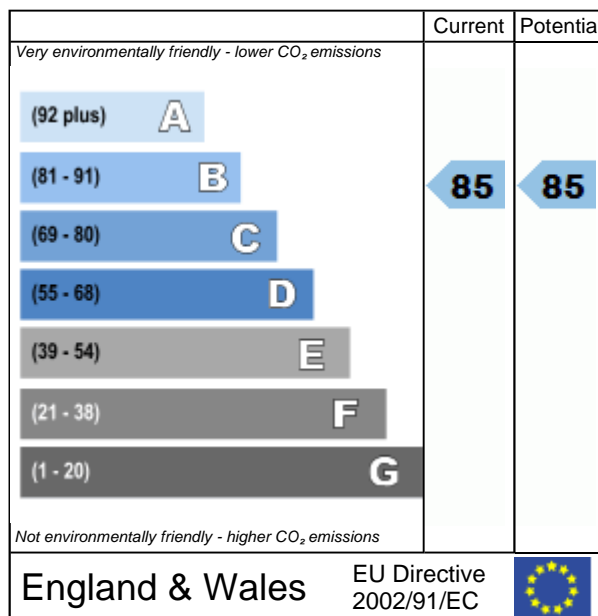 Current Potentia
Very environmentally friendly - lower CO₂ emissions
(92 plus) A
(81 - 91) B
85 85
(69 - 80) C
(55 - 68) D
(39 - 54) E
(21 - 38) F
(1 - 20) G
Not environmentally friendly - higher CO₂ emissions
England & Wales
EU Directive
2002/91/EC